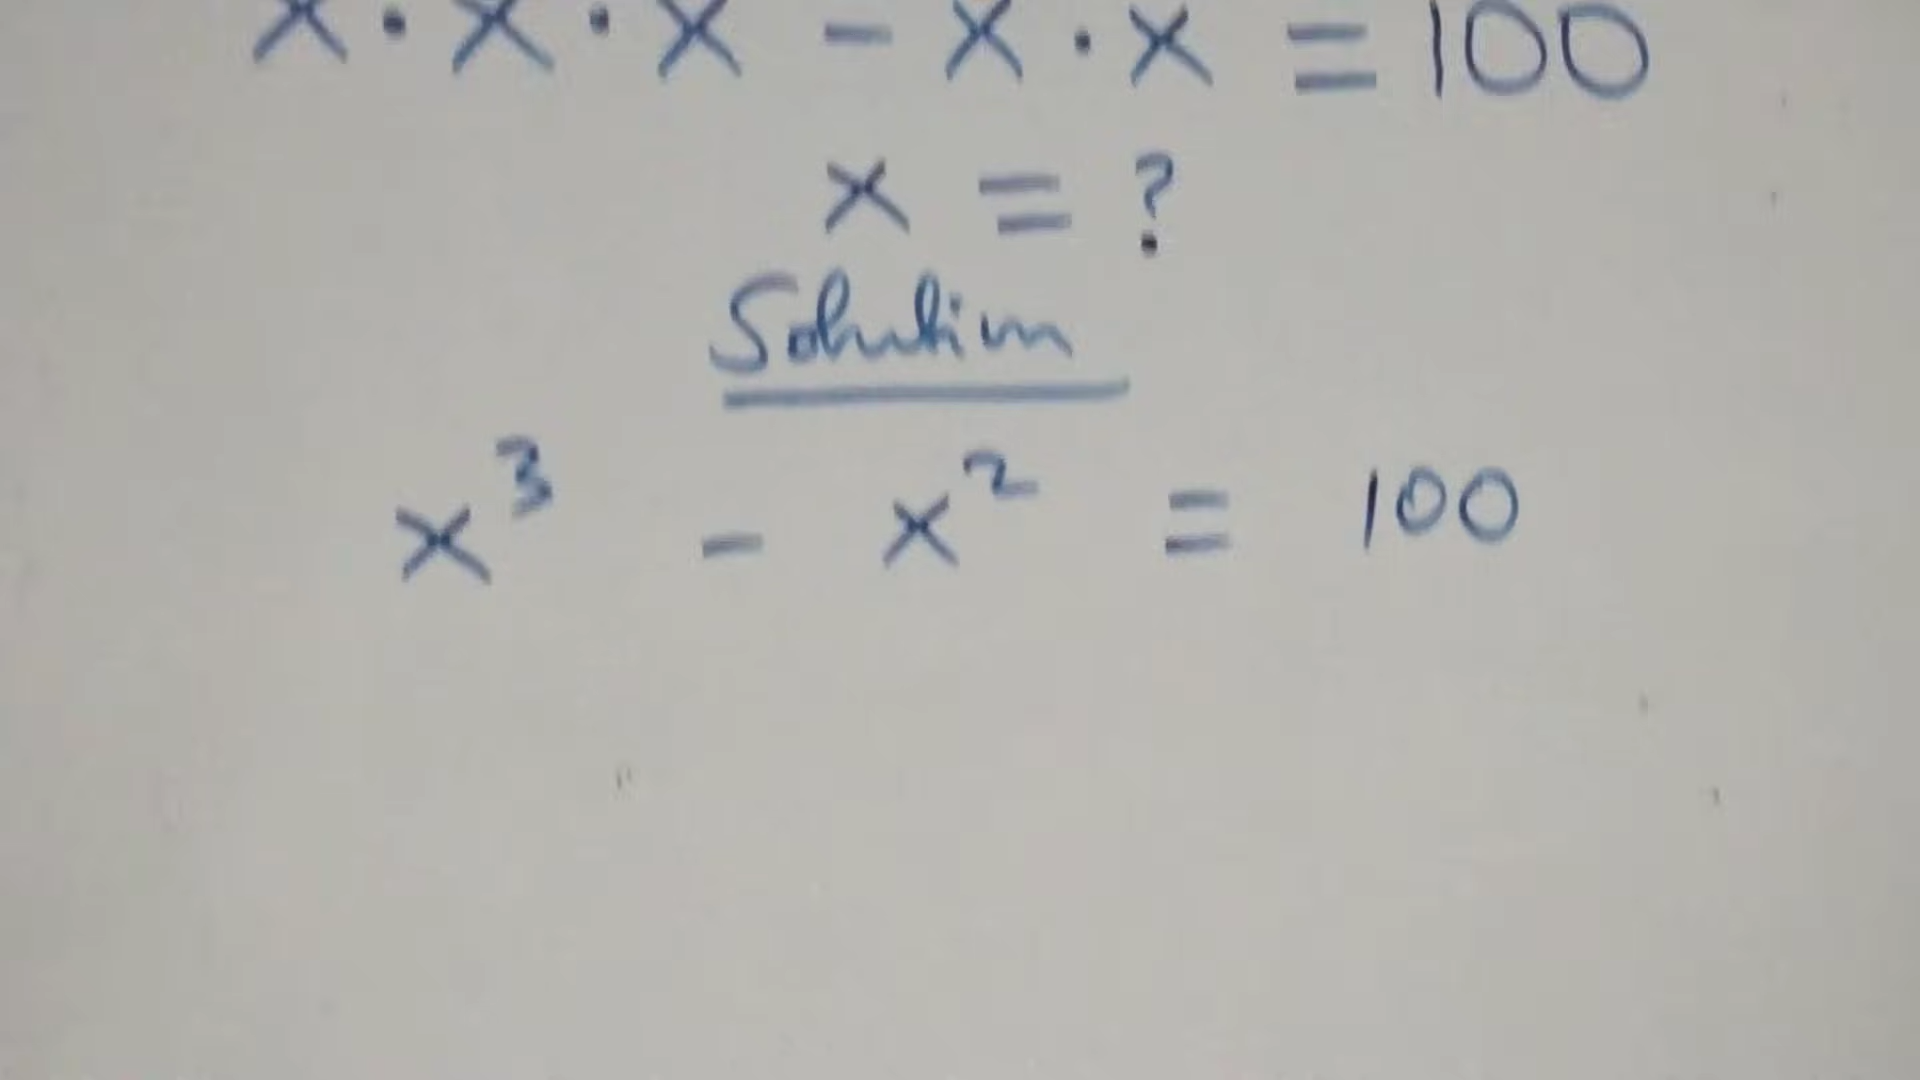 x · x · x - x · x = 100
x = ?
Solution
x³ - x² = 100